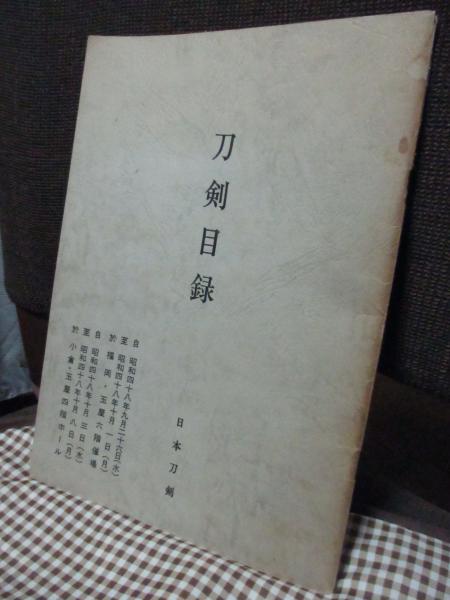 刀剣目録
日本刀剣
自 昭和四十八年九月二十六日(水)
至 昭和四十八年十月一日(月)
於 福岡・玉屋六階催場
自 昭和四十八年十月三日(水)
至 昭和四十八年十月八日(月)
於 小倉・玉屋四階ホール